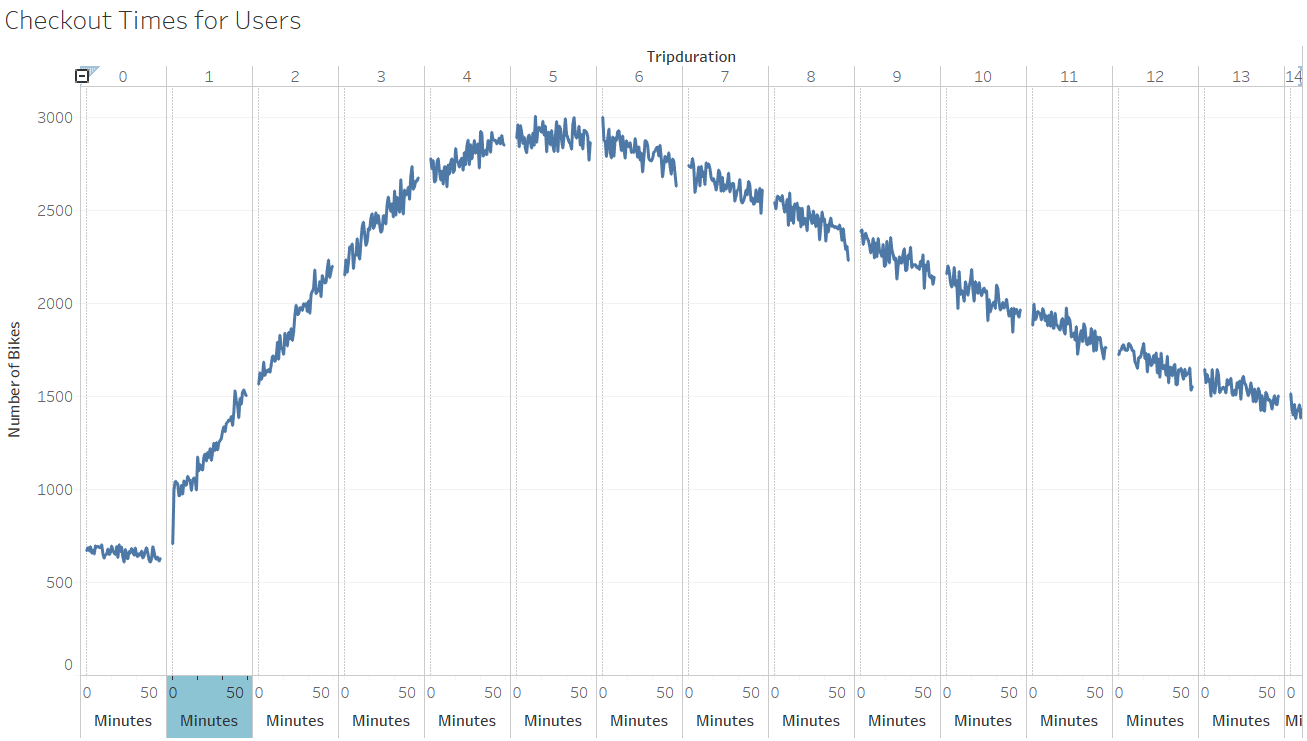 Checkout Times for Users
Tripduration
0 1 2 3 4 5 6 7 8 9 10 11 12 13 14
Number of Bikes
3000
2500
2000
1500
1000
500
0
0 50 0 50 0 50 0 50 0 50 0 50 0 50 0 50 0 50 0 50 0 50 0 50 0 50 0 50 0
Minutes Minutes Minutes Minutes Minutes Minutes Minutes Minutes Minutes Minutes Minutes Minutes Minutes Minutes Mi